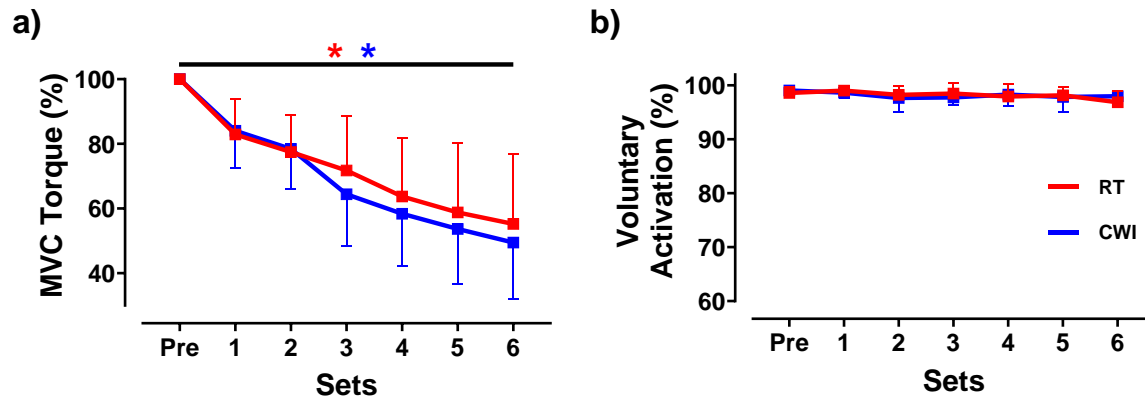 a)
* *
MVC Torque (%)
100
80
60
40
Pre 1 2 3 4 5 6
Sets
b)
Voluntary
Activation (%)
100
90
80
70
60
RT
CWI
Pre 1 2 3 4 5 6
Sets